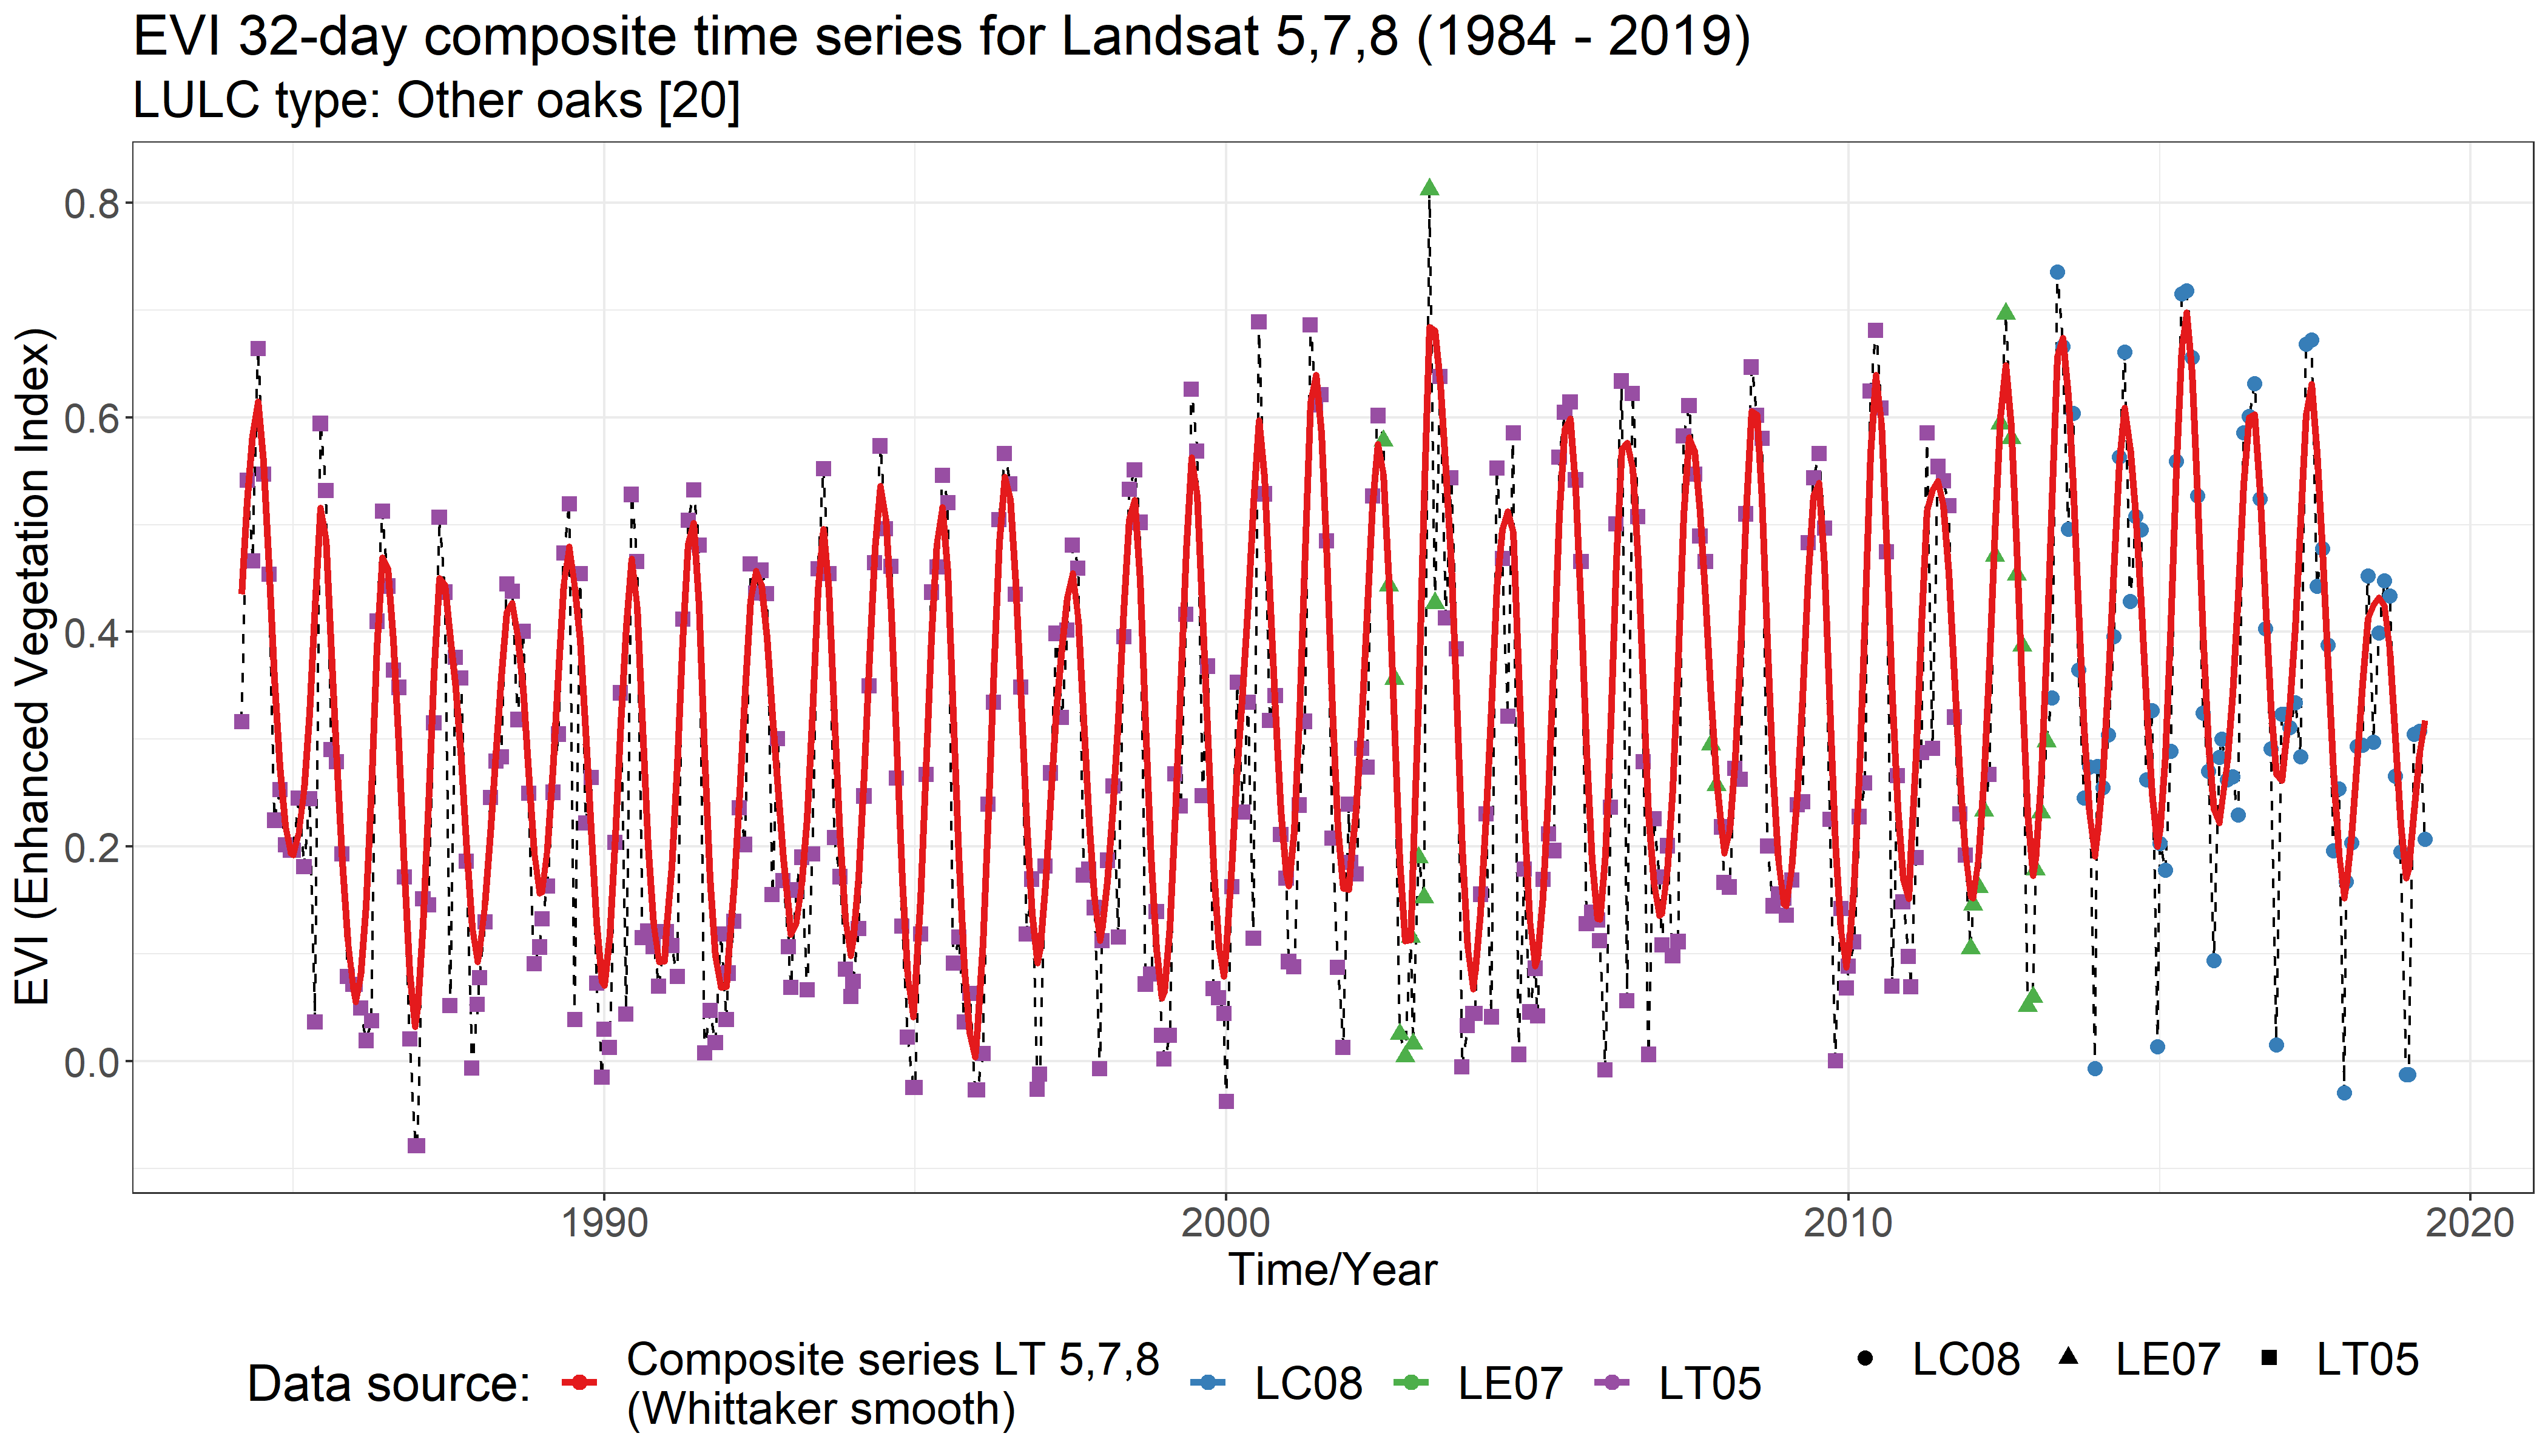 EVI 32-day composite time series for Landsat 5,7,8 (1984 - 2019)
LULC type: Other oaks [20]
EVI (Enhanced Vegetation Index)
0.8
0.6
0.4
0.2
0.0
1990 2000 2010 2020
Time/Year
Data source: Composite series LT 5,7,8 (Whittaker smooth) LC08 LE07 LT05 LC08 LE07 LT05